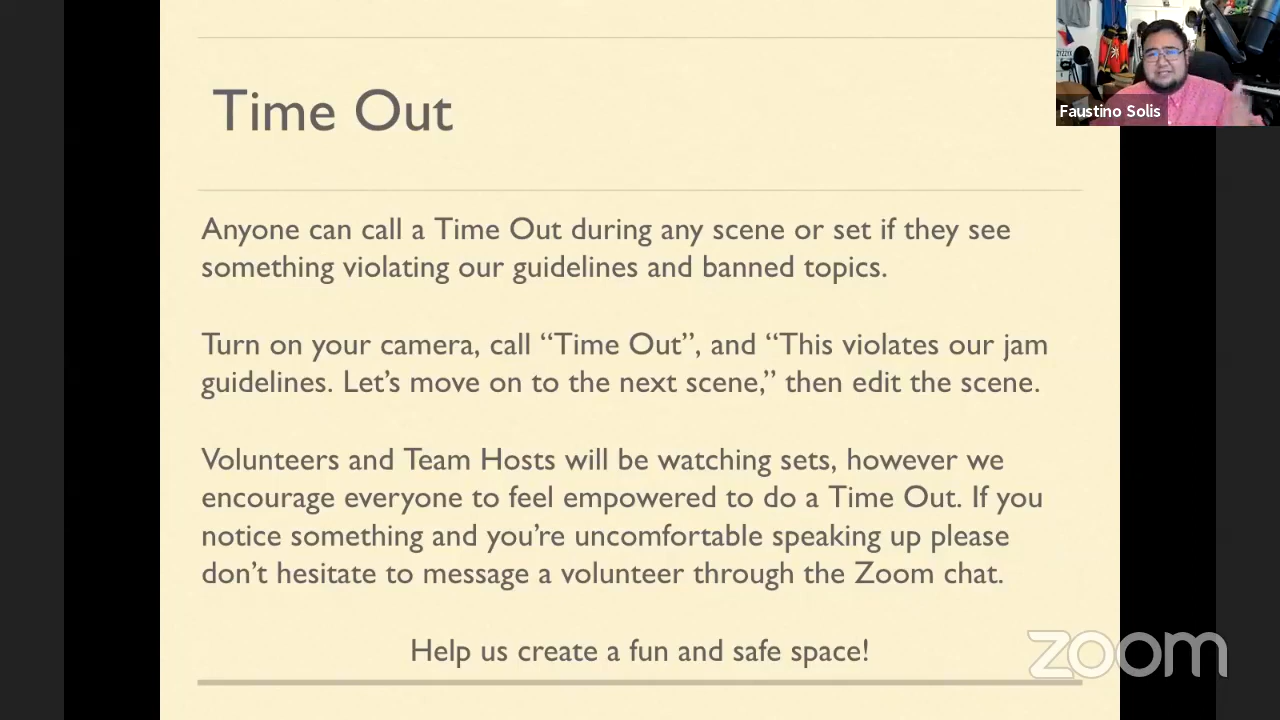 Time Out
Faustino Solis
Anyone can call a Time Out during any scene or set if they see
something violating our guidelines and banned topics.
Turn on your camera, call “Time Out”, and “This violates our jam
guidelines. Let’s move on to the next scene,” then edit the scene.
Volunteers and Team Hosts will be watching sets, however we
encourage everyone to feel empowered to do a Time Out. If you
notice something and you’re uncomfortable speaking up please
don’t hesitate to message a volunteer through the Zoom chat.
Help us create a fun and safe space!
zoom